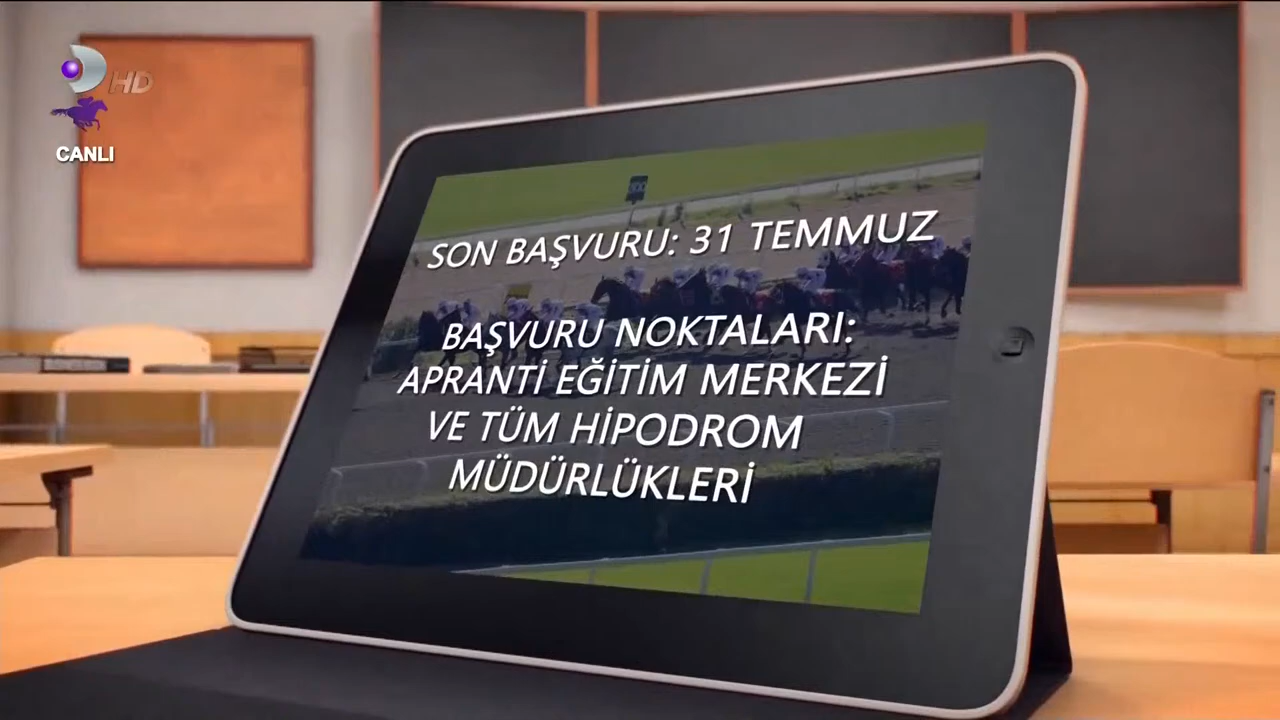 HD
CANLI
SON BAŞVURU: 31 TEMMUZ
BAŞVURU NOKTALARI:
APRANTİ EĞİTİM MERKEZİ
VE TÜM HİPODROM
MÜDÜRLÜKLERİ